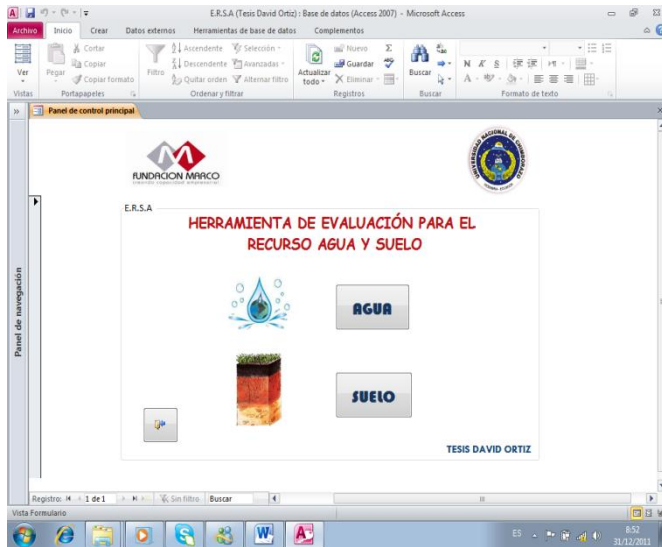 E.R.S.A (Tesis David Ortiz) : Base de datos (Access 2007) - Microsoft Access
Archivo Inicio Crear Datos externos Herramientas de base de datos Complementos
Ver
Vistas
Pegar
Cortar
Copiar
Copiar formato
Portapapeles
Filtro
Ascendente
Descendente
Quitar orden
Selección
Avanzadas
Alternar filtro
Ordenar y filtrar
Actualizar todo
Nuevo
Guardar
Eliminar
Registros
Buscar
Buscar
N K S
Formato de texto
Panel de control principal
Panel de navegación
FUNDACION MARCO
UNIVERSIDAD NACIONAL DE CHIMBORAZO
E.R.S.A
HERRAMIENTA DE EVALUACIÓN PARA EL
RECURSO AGUA Y SUELO
AGUA
SUELO
TESIS DAVID ORTIZ
Registro: 1 de 1 Sin filtro Buscar
Vista Formulario
ES 8:52
31/12/2011